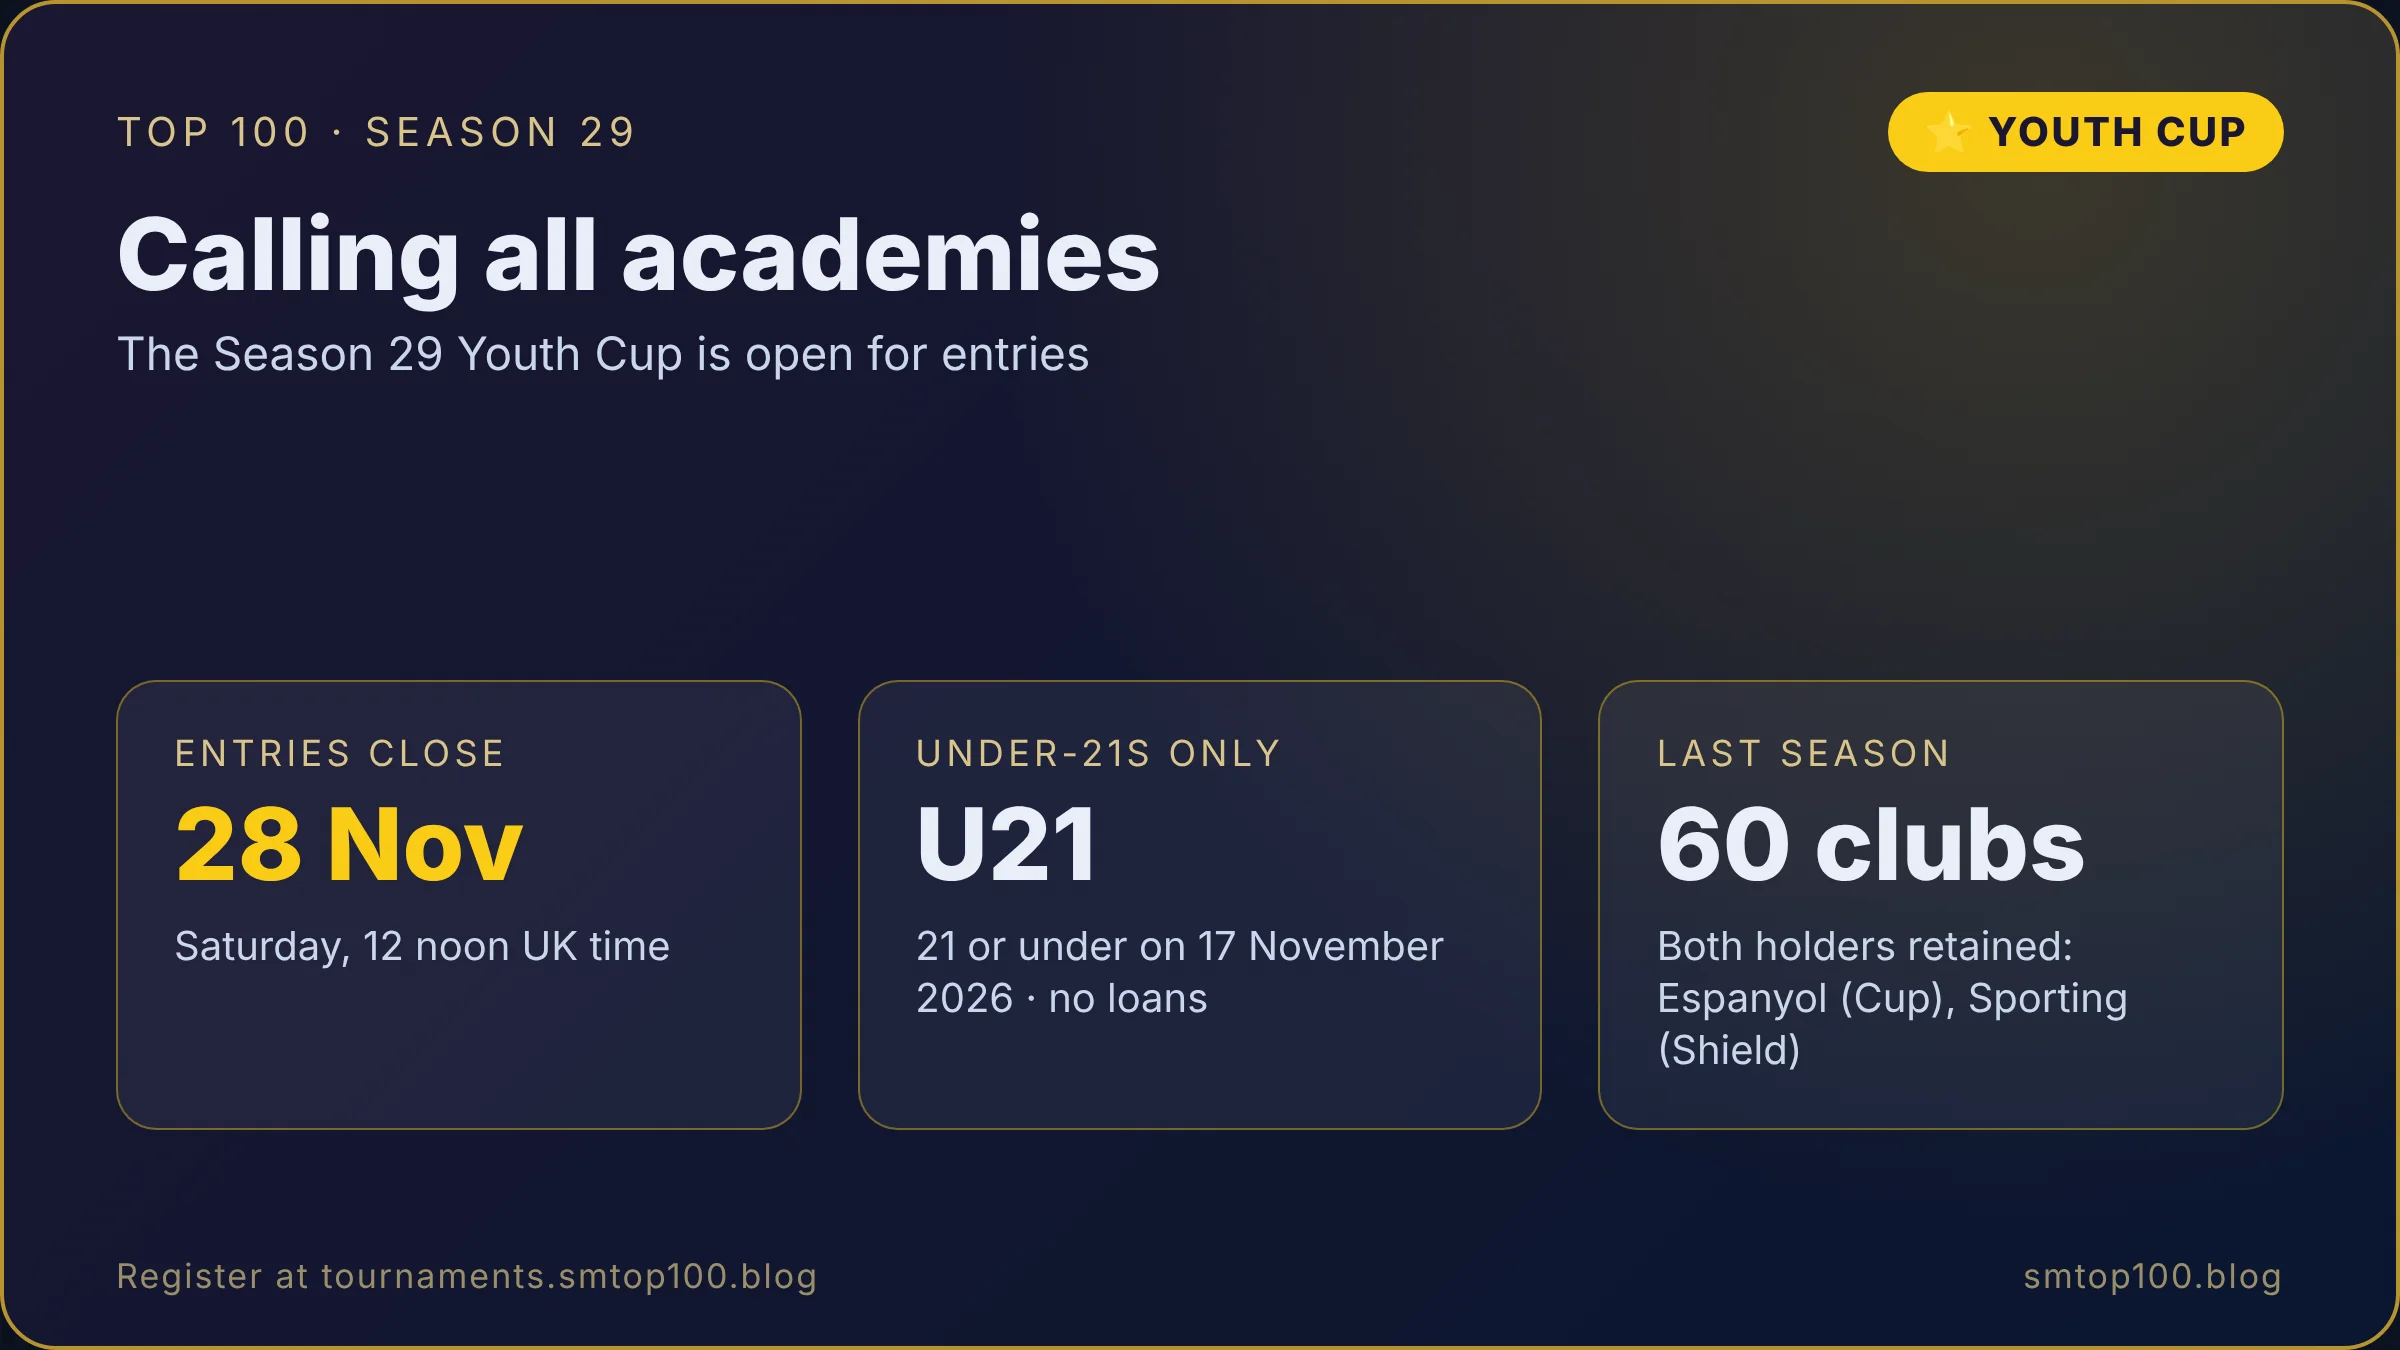 TOP 100 · SEASON 29
⭐ YOUTH CUP
Calling all academies
The Season 29 Youth Cup is open for entries
ENTRIES CLOSE
28 Nov
Saturday, 12 noon UK time
UNDER-21S ONLY
U21
21 or under on 17 November
2026 · no loans
LAST SEASON
60 clubs
Both holders retained:
Espanyol (Cup), Sporting
(Shield)
Register at tournaments.smtop100.blog
smtop100.blog